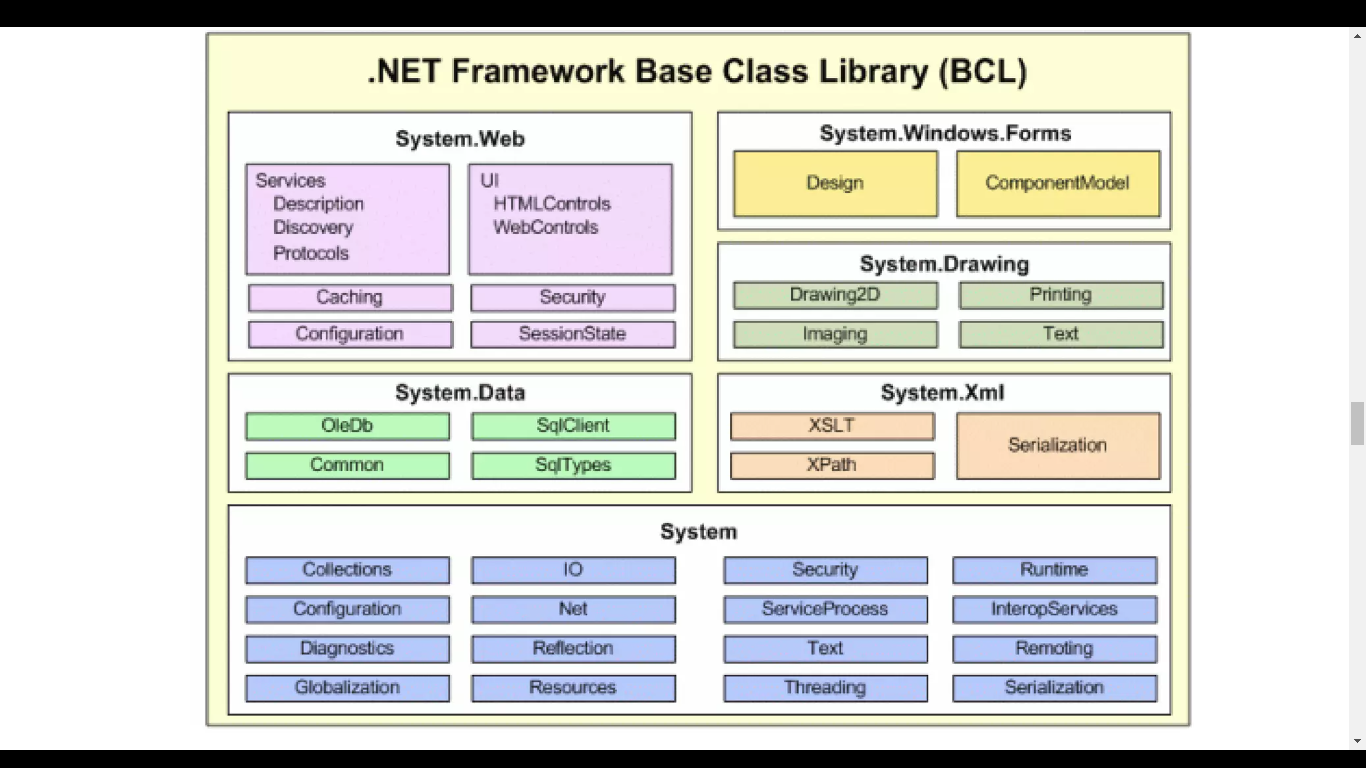 .NET Framework Base Class Library (BCL)
System.Web
Services
Description
Discovery
Protocols
UI
HTMLControls
WebControls
Caching
Security
Configuration
SessionState
System.Windows.Forms
Design
ComponentModel
System.Drawing
Drawing2D
Printing
Imaging
Text
System.Data
OleDb
SqlClient
Common
SqlTypes
System.Xml
XSLT
XPath
Serialization
System
Collections
IO
Security
Runtime
Configuration
Net
ServiceProcess
InteropServices
Diagnostics
Reflection
Text
Remoting
Globalization
Resources
Threading
Serialization